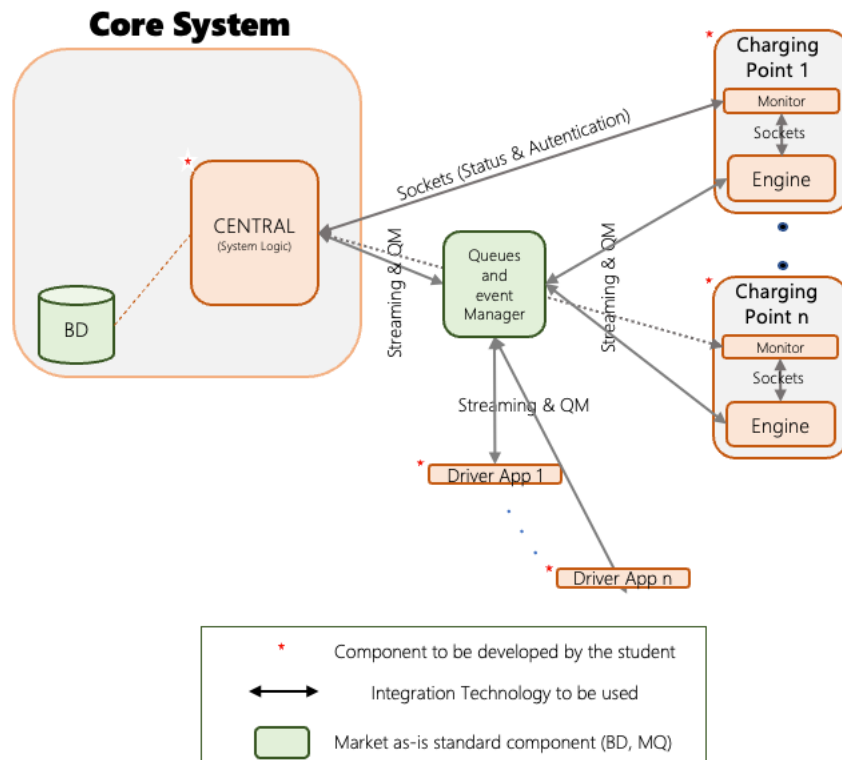 Core System
CENTRAL
(System Logic)
BD
Sockets (Status & Autentication)
Streaming & QM
Queues
and
event
Manager
Streaming & QM
Streaming & QM
* Charging
Point 1
Monitor
Sockets
Engine
* Charging
Point n
Monitor
Sockets
Engine
* Driver App 1
* Driver App n
* Component to be developed by the student
Integration Technology to be used
Market as-is standard component (BD, MQ)